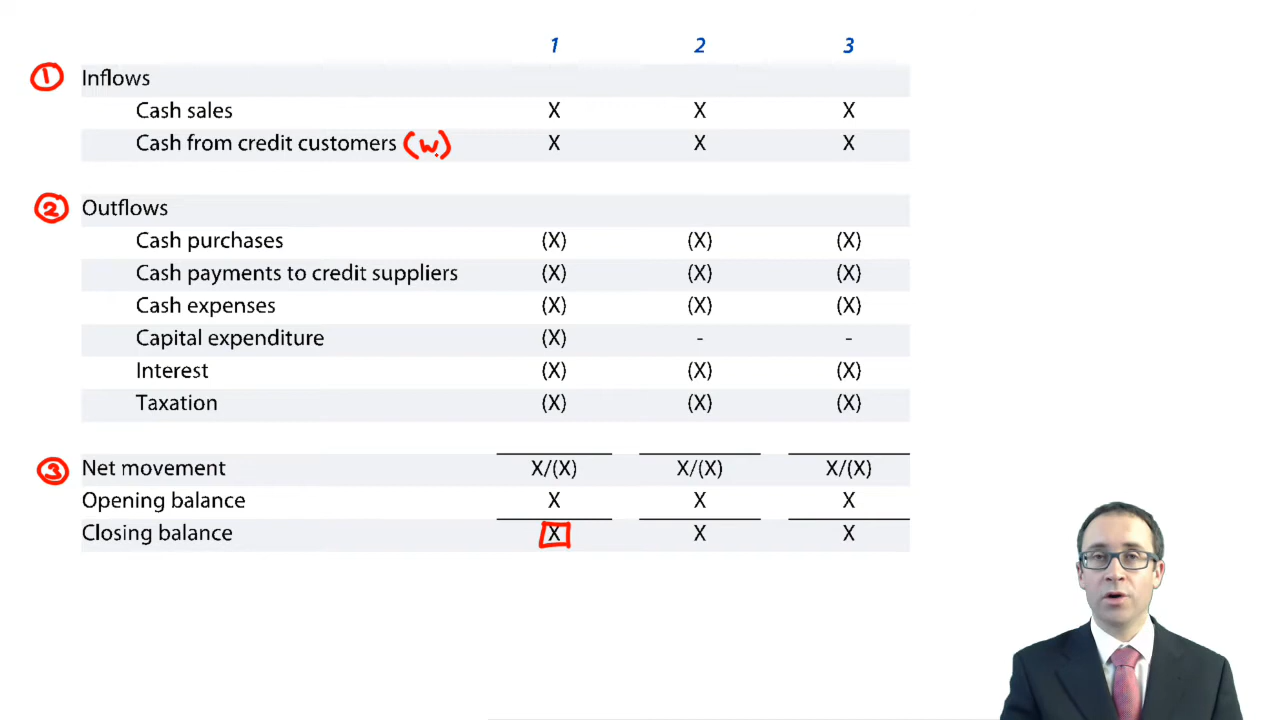 1 2 3
① Inflows
Cash sales X X X
Cash from credit customers (W) X X X
② Outflows
Cash purchases (X) (X) (X)
Cash payments to credit suppliers (X) (X) (X)
Cash expenses (X) (X) (X)
Capital expenditure (X) - -
Interest (X) (X) (X)
Taxation (X) (X) (X)
③ Net movement X/(X) X/(X) X/(X)
Opening balance X X X
Closing balance X X X